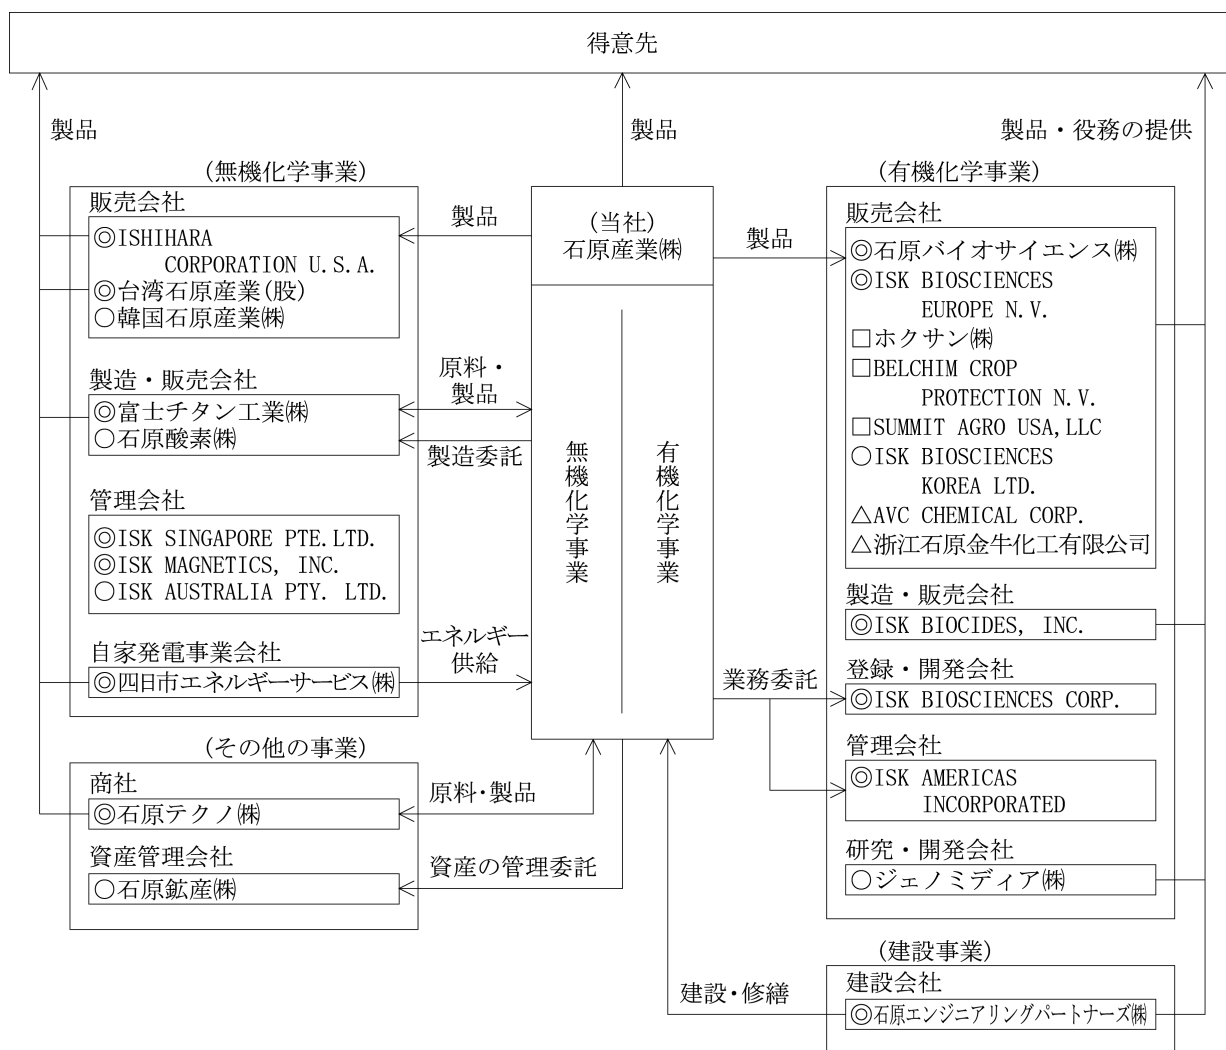 得意先
製品
製品
製品・役務の提供
(無機化学事業)
販売会社
◎ISHIHARA
CORPORATION U.S.A.
◎台湾石原産業(股)
○韓国石原産業㈱
製造・販売会社
◎富士チタン工業㈱
○石原酸素㈱
管理会社
◎ISK SINGAPORE PTE.LTD.
◎ISK MAGNETICS, INC.
○ISK AUSTRALIA PTY. LTD.
自家発電事業会社
◎四日市エネルギーサービス㈱
(その他の事業)
商社
◎石原テクノ㈱
資産管理会社
○石原鉱産㈱
製品
原料・
製品
製造委託
エネルギー
供給
原料・製品
資産の管理委託
(当社)
石原産業㈱
無機化学事業
有機化学事業
製品
業務委託
建設・修繕
(有機化学事業)
販売会社
◎石原バイオサイエンス㈱
◎ISK BIOSCIENCES
EUROPE N.V.
□ホクサン㈱
□BELCHIM CROP
PROTECTION N.V.
□SUMMIT AGRO USA,LLC
○ISK BIOSCIENCES
KOREA LTD.
△AVC CHEMICAL CORP.
△浙江石原金牛化工有限公司
製造・販売会社
◎ISK BIOCIDES, INC.
登録・開発会社
◎ISK BIOSCIENCES CORP.
管理会社
◎ISK AMERICAS
INCORPORATED
研究・開発会社
○ジェノミディア㈱
(建設事業)
建設会社
◎石原エンジニアリングパートナーズ㈱